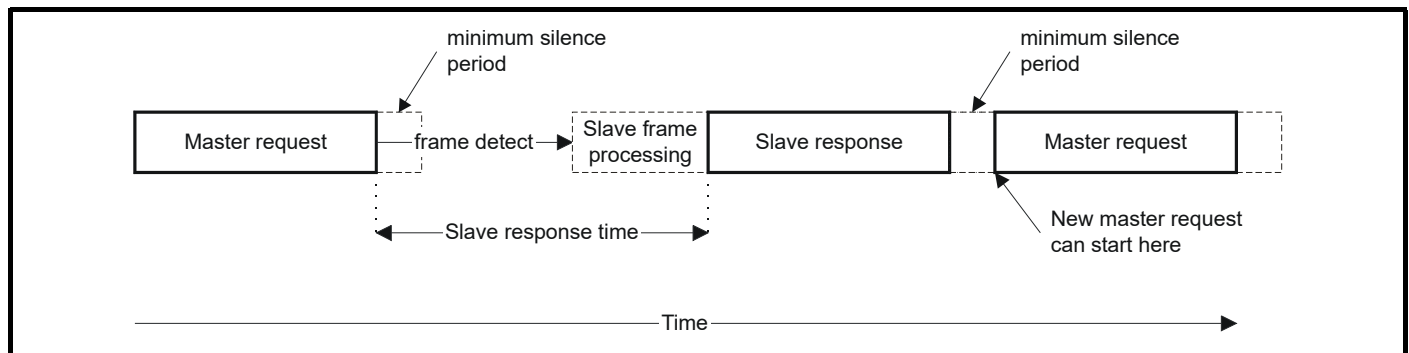 minimum silence
period
minimum silence
period
Master request
frame detect
Slave frame
processing
Slave response
Master request
Slave response time
New master request
can start here
Time